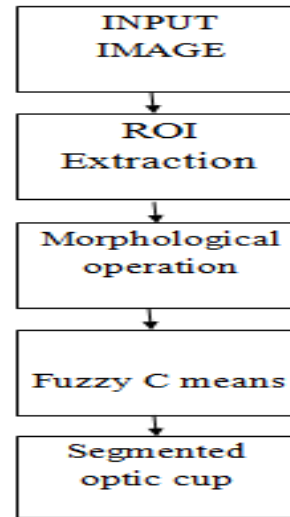 INPUT
IMAGE
ROI
Extraction
Morphological
operation
Fuzzy C means
Segmented
optic cup